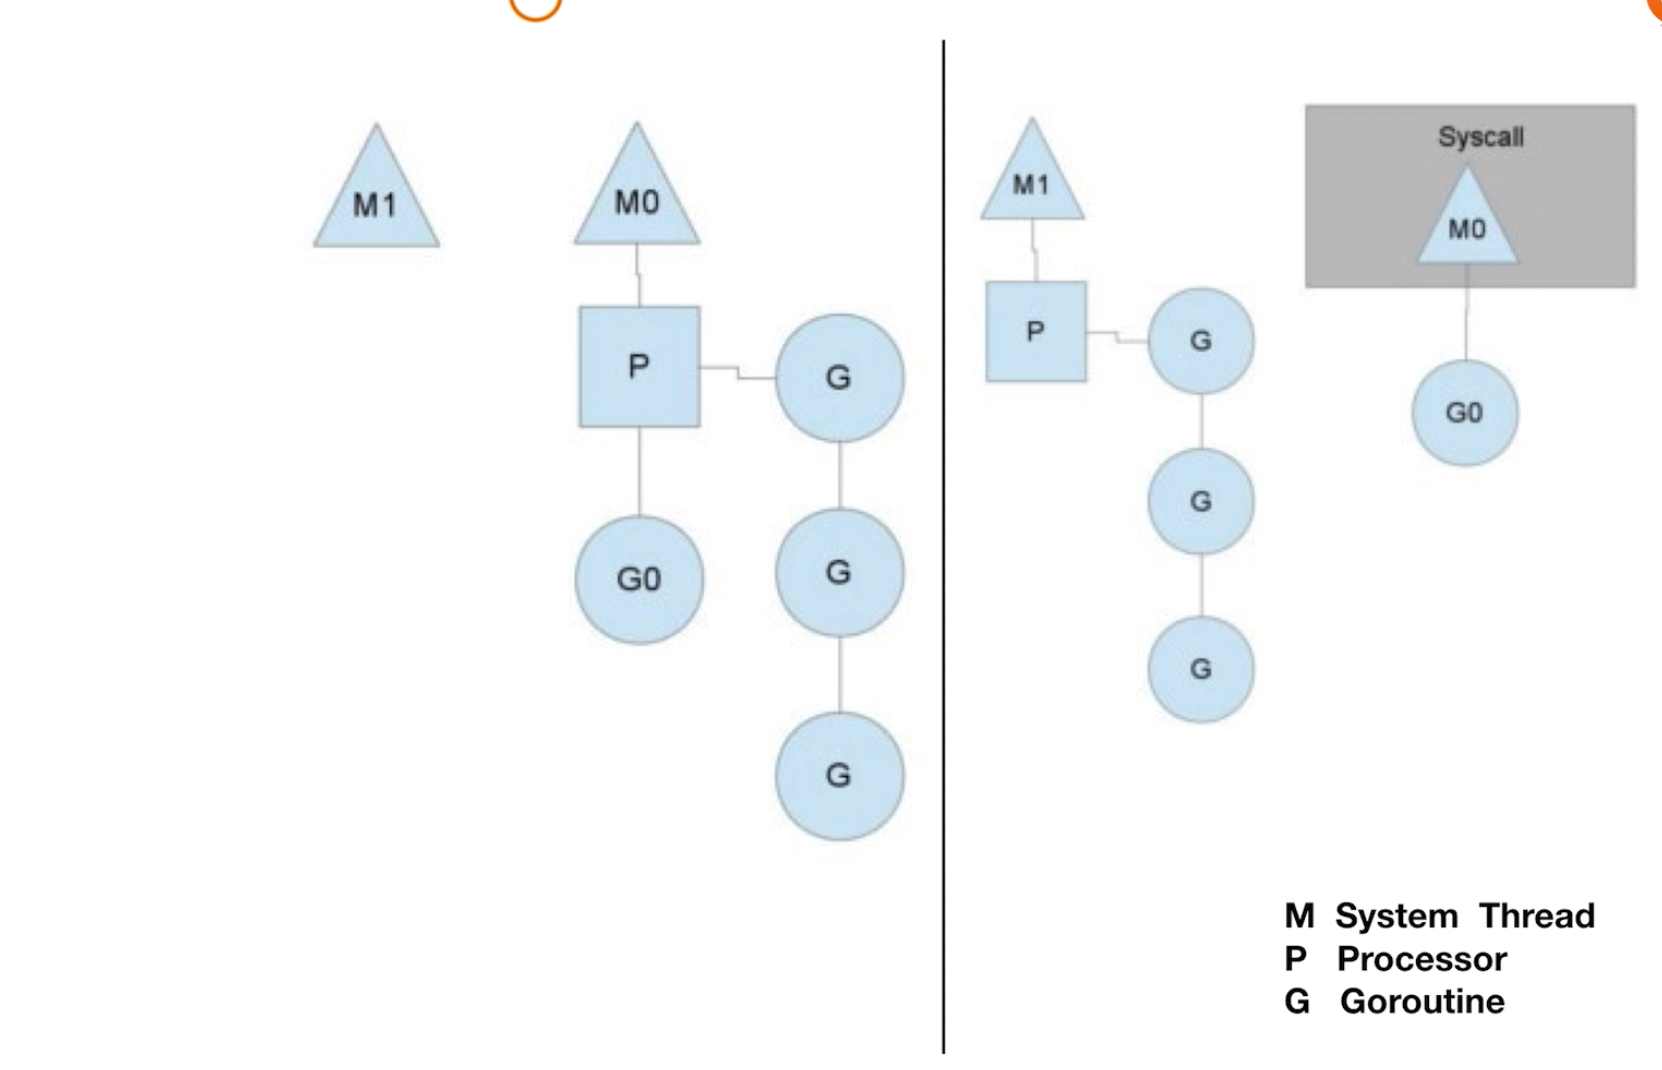 M1
M0
P
G
G0
G
G
M1
Syscall
M0
P
G
G0
G
G
M System Thread
P Processor
G Goroutine